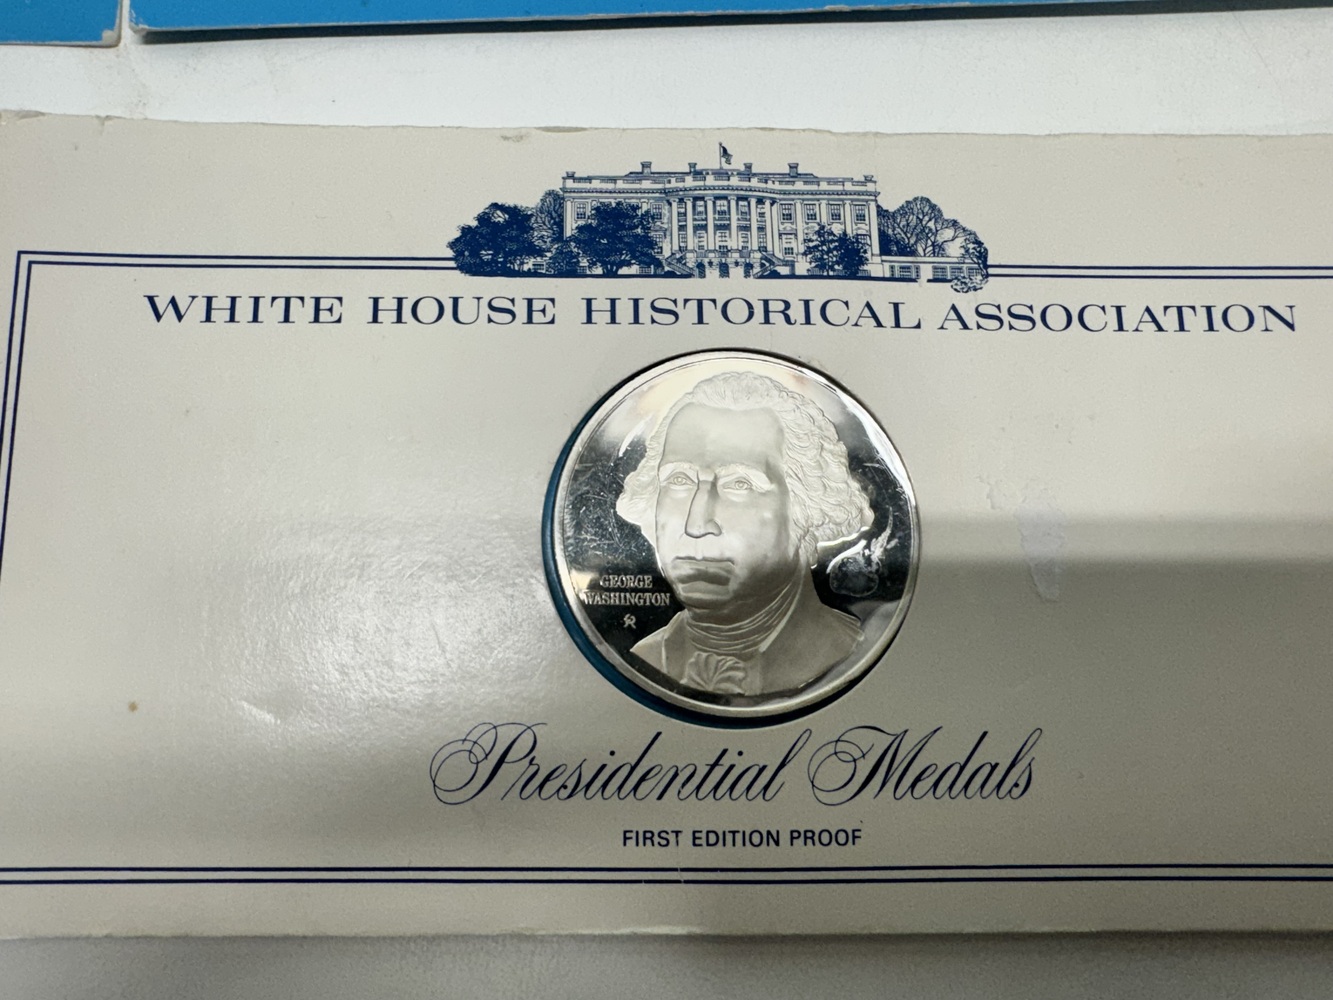 WHITE HOUSE HISTORICAL ASSOCIATION
GEORGE
WASHINGTON
Presidential Medals
FIRST EDITION PROOF